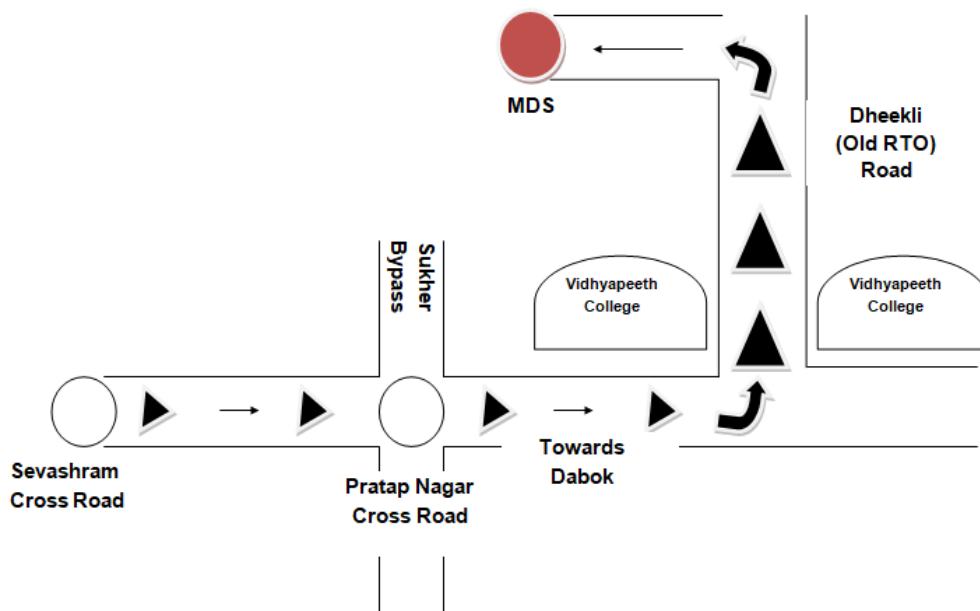 MDS
Dheekli
(Old RTO)
Road
Sukher
Bypass
Vidhyapeeth
College
Vidhyapeeth
College
Sevashram
Cross Road
Pratap Nagar
Cross Road
Towards
Dabok